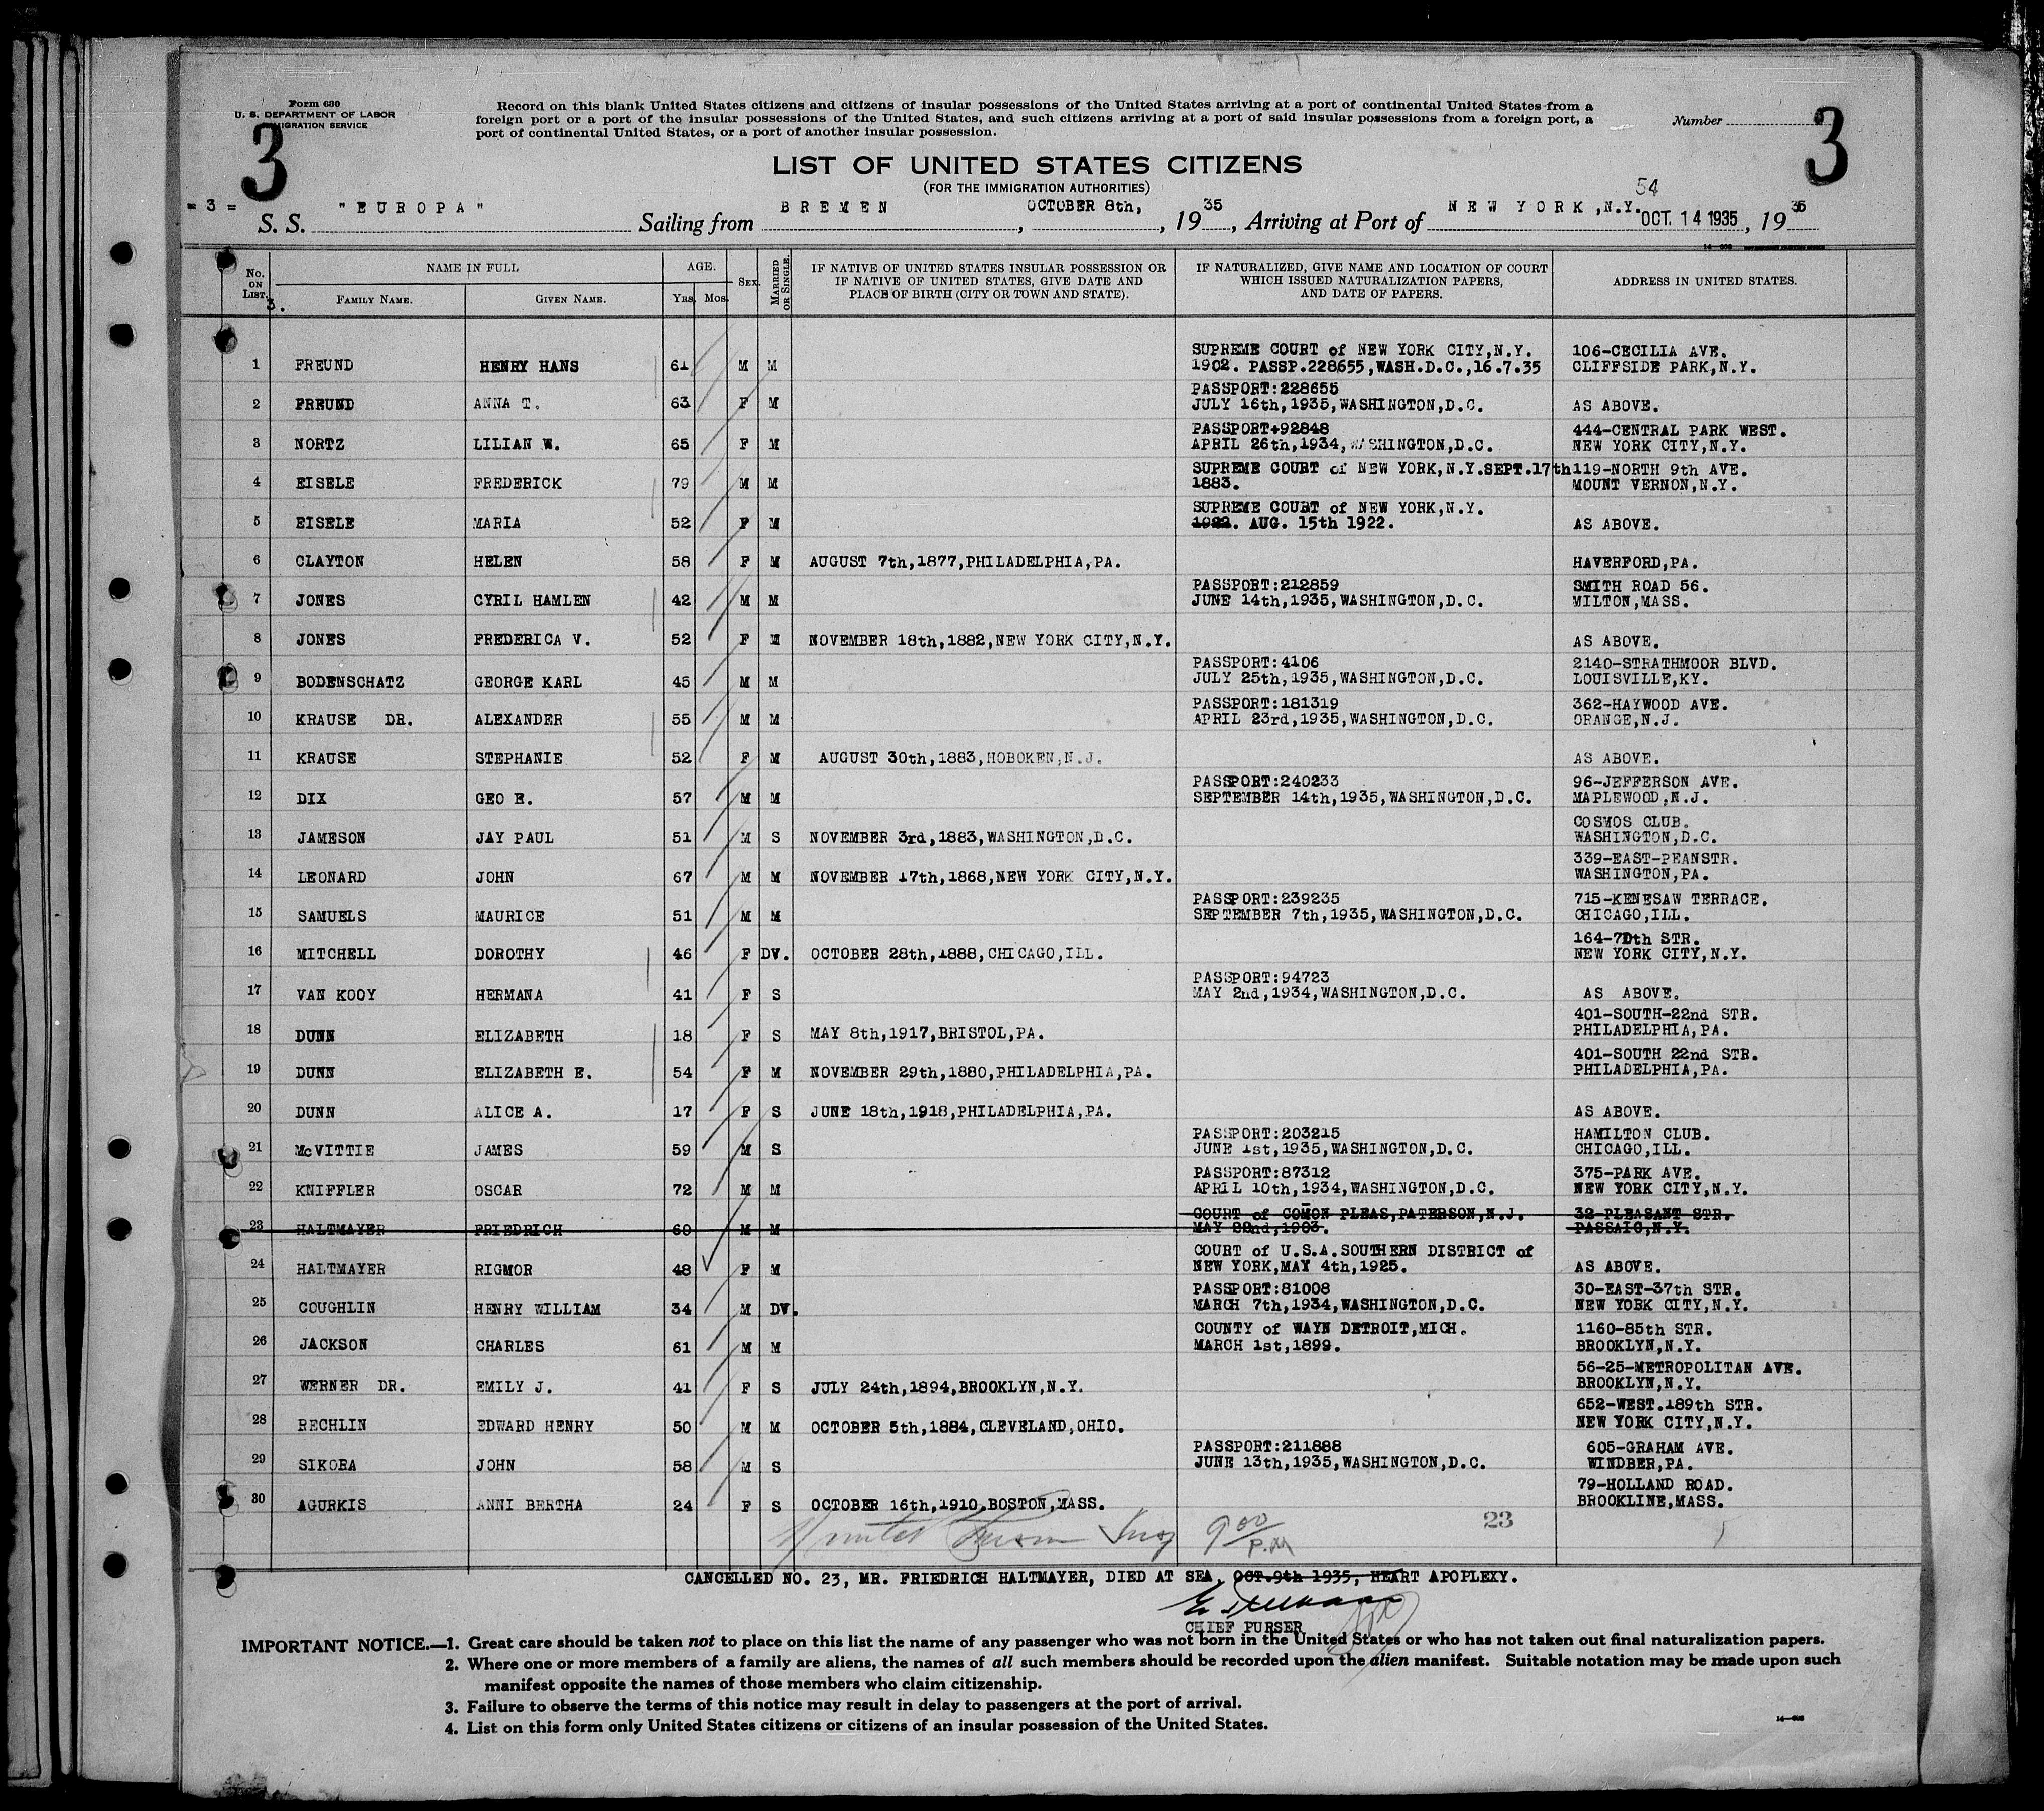 Form 630
U. S. DEPARTMENT OF LABOR
IMMIGRATION SERVICE
3
Record on this blank United States citizens and citizens of insular possessions of the United States arriving at a port of continental United States from a
foreign port or a port of the insular possessions of the United States, and such citizens arriving at a port of said insular possessions from a foreign port, a
port of continental United States, or a port of another insular possession.
Number
3
LIST OF UNITED STATES CITIZENS
(FOR THE IMMIGRATION AUTHORITIES)
54
= 3 =
S. S. "EUROPA" Sailing from BREMEN, OCTOBER 8th, 1935, Arriving at Port of NEW YORK,N.Y. OCT. 14 1935, 1935
No. ON LIST. NAME IN FULL AGE. SEX MARRIED OR SINGLE. IF NATIVE OF UNITED STATES INSULAR POSSESSION OR IF NATIVE OF UNITED STATES, GIVE DATE AND PLACE OF BIRTH (CITY OR TOWN AND STATE). IF NATURALIZED, GIVE NAME AND LOCATION OF COURT WHICH ISSUED NATURALIZATION PAPERS, AND DATE OF PAPERS. ADDRESS IN UNITED STATES.
FAMILY NAME. GIVEN NAME. YRS. MOS.
3.
SUPREME COURT of NEW YORK CITY,N.Y. 106-CECILIA AVE.
1 FREUND HENRY HANS 61 M M 1902. PASSP.228655,WASH.D.C.,16.7.35 CLIFFSIDE PARK,N.Y.
PASSPORT:228655
2 FREUND ANNA T. 63 F M JULY 16th,1935,WASHINGTON,D.C. AS ABOVE.
PASSPORT+92848 444-CENTRAL PARK WEST.
3 NORTZ LILIAN W. 65 F M APRIL 26th,1934,WASHINGTON,D.C. NEW YORK CITY,N.Y.
SUPREME COURT of NEW YORK,N.Y.SEPT.17th 119-NORTH 9th AVE.
4 EISELE FREDERICK 79 M M 1883. MOUNT VERNON,N.Y.
SUPREME COURT of NEW YORK,N.Y.
5 EISELE MARIA 52 F M 1922. AUG. 15th 1922. AS ABOVE.
6 CLAYTON HELEN 58 F M AUGUST 7th,1877,PHILADELPHIA,PA. HAVERFORD,PA.
PASSPORT:212859 SMITH ROAD 56.
7 JONES CYRIL HAMLEN 42 M M JUNE 14th,1935,WASHINGTON,D.C. MILTON,MASS.
8 JONES FREDERICA V. 52 F M NOVEMBER 18th,1882,NEW YORK CITY,N.Y. AS ABOVE.
PASSPORT:4106 2140-STRATHMOOR BLVD.
9 BODENSCHATZ GEORGE KARL 45 M M JULY 25th,1935,WASHINGTON,D.C. LOUISVILLE,KY.
PASSPORT:181319 362-HAYWOOD AVE.
10 KRAUSE DR. ALEXANDER 55 M M APRIL 23rd,1935,WASHINGTON,D.C. ORANGE,N.J.
11 KRAUSE STEPHANIE 52 F M AUGUST 30th,1883,HOBOKEN,N.J. AS ABOVE.
PASSPORT:240233 96-JEFFERSON AVE.
12 DIX GEO E. 57 M M SEPTEMBER 14th,1935,WASHINGTON,D.C. MAPLEWOOD,N.J.
COSMOS CLUB.
13 JAMESON JAY PAUL 51 M S NOVEMBER 3rd,1883,WASHINGTON,D.C. WASHINGTON,D.C.
339-EAST-PEANSTR.
14 LEONARD JOHN 67 M M NOVEMBER 17th,1868,NEW YORK CITY,N.Y. WASHINGTON,PA.
PASSPORT:239235 715-KENESAW TERRACE.
15 SAMUELS MAURICE 51 M M SEPTEMBER 7th,1935,WASHINGTON,D.C. CHICAGO,ILL.
164-70th STR.
16 MITCHELL DOROTHY 46 F DV. OCTOBER 28th,1888,CHICAGO,ILL. NEW YORK CITY,N.Y.
PASSPORT:94723
17 VAN KOOY HERMANA 41 F S MAY 2nd,1934,WASHINGTON,D.C. AS ABOVE.
401-SOUTH-22nd STR.
18 DUNN ELIZABETH 18 F S MAY 8th,1917,BRISTOL,PA. PHILADELPHIA,PA.
401-SOUTH 22nd STR.
19 DUNN ELIZABETH E. 54 F M NOVEMBER 29th,1880,PHILADELPHIA,PA. PHILADELPHIA,PA.
20 DUNN ALICE A. 17 F S JUNE 18th,1918,PHILADELPHIA,PA. AS ABOVE.
PASSPORT:203215 HAMILTON CLUB.
21 McVITTIE JAMES 59 M S JUNE 1st,1935,WASHINGTON,D.C. CHICAGO,ILL.
PASSPORT:87312 375-PARK AVE.
22 KNIFFLER OSCAR 72 M M APRIL 10th,1934,WASHINGTON,D.C. NEW YORK CITY,N.Y.
COURT of COMON PLEAS,PATERSON,N.J. 32-PLEASANT STR.
23 HALTMAYER FRIEDRICH 60 M M MAY 22nd,1903. PASSAIC,N.Y.
COURT of U.S.A.SOUTHERN DISTRICT of
24 HALTMAYER RIGMOR 48 F M NEW YORK,MAY 4th,1925. AS ABOVE.
PASSPORT:81008 30-EAST-37th STR.
25 COUGHLIN HENRY WILLIAM 34 M DV. MARCH 7th,1934,WASHINGTON,D.C. NEW YORK CITY,N.Y.
COUNTY of WAYN DETROIT,MICH. 1160-85th STR.
26 JACKSON CHARLES 61 M M MARCH 1st,1899. BROOKLYN,N.Y.
56-25-METROPOLITAN AVE.
27 WERNER DR. EMILY J. 41 F S JULY 24th,1894,BROOKLYN,N.Y. BROOKLYN,N.Y.
652-WEST.189th STR.
28 RECHLIN EDWARD HENRY 50 M M OCTOBER 5th,1884,CLEVELAND,OHIO. NEW YORK CITY,N.Y.
PASSPORT:211888 605-GRAHAM AVE.
29 SIKORA JOHN 58 M S JUNE 13th,1935,WASHINGTON,D.C. WINDBER,PA.
79-HOLLAND ROAD.
30 AGURKIS ANNI BERTHA 24 F S OCTOBER 16th,1910,BOSTON,MASS. BROOKLINE,MASS.
9 00 P.M 23
CANCELLED NO. 23, MR. FRIEDRICH HALTMAYER, DIED AT SEA, OCT.9th 1935, HEART APOPLEXY.
CHIEF PURSER
IMPORTANT NOTICE.—1. Great care should be taken not to place on this list the name of any passenger who was not born in the United States or who has not taken out final naturalization papers.
2. Where one or more members of a family are aliens, the names of all such members should be recorded upon the alien manifest. Suitable notation may be made upon such
manifest opposite the names of those members who claim citizenship.
3. Failure to observe the terms of this notice may result in delay to passengers at the port of arrival.
4. List on this form only United States citizens or citizens of an insular possession of the United States.